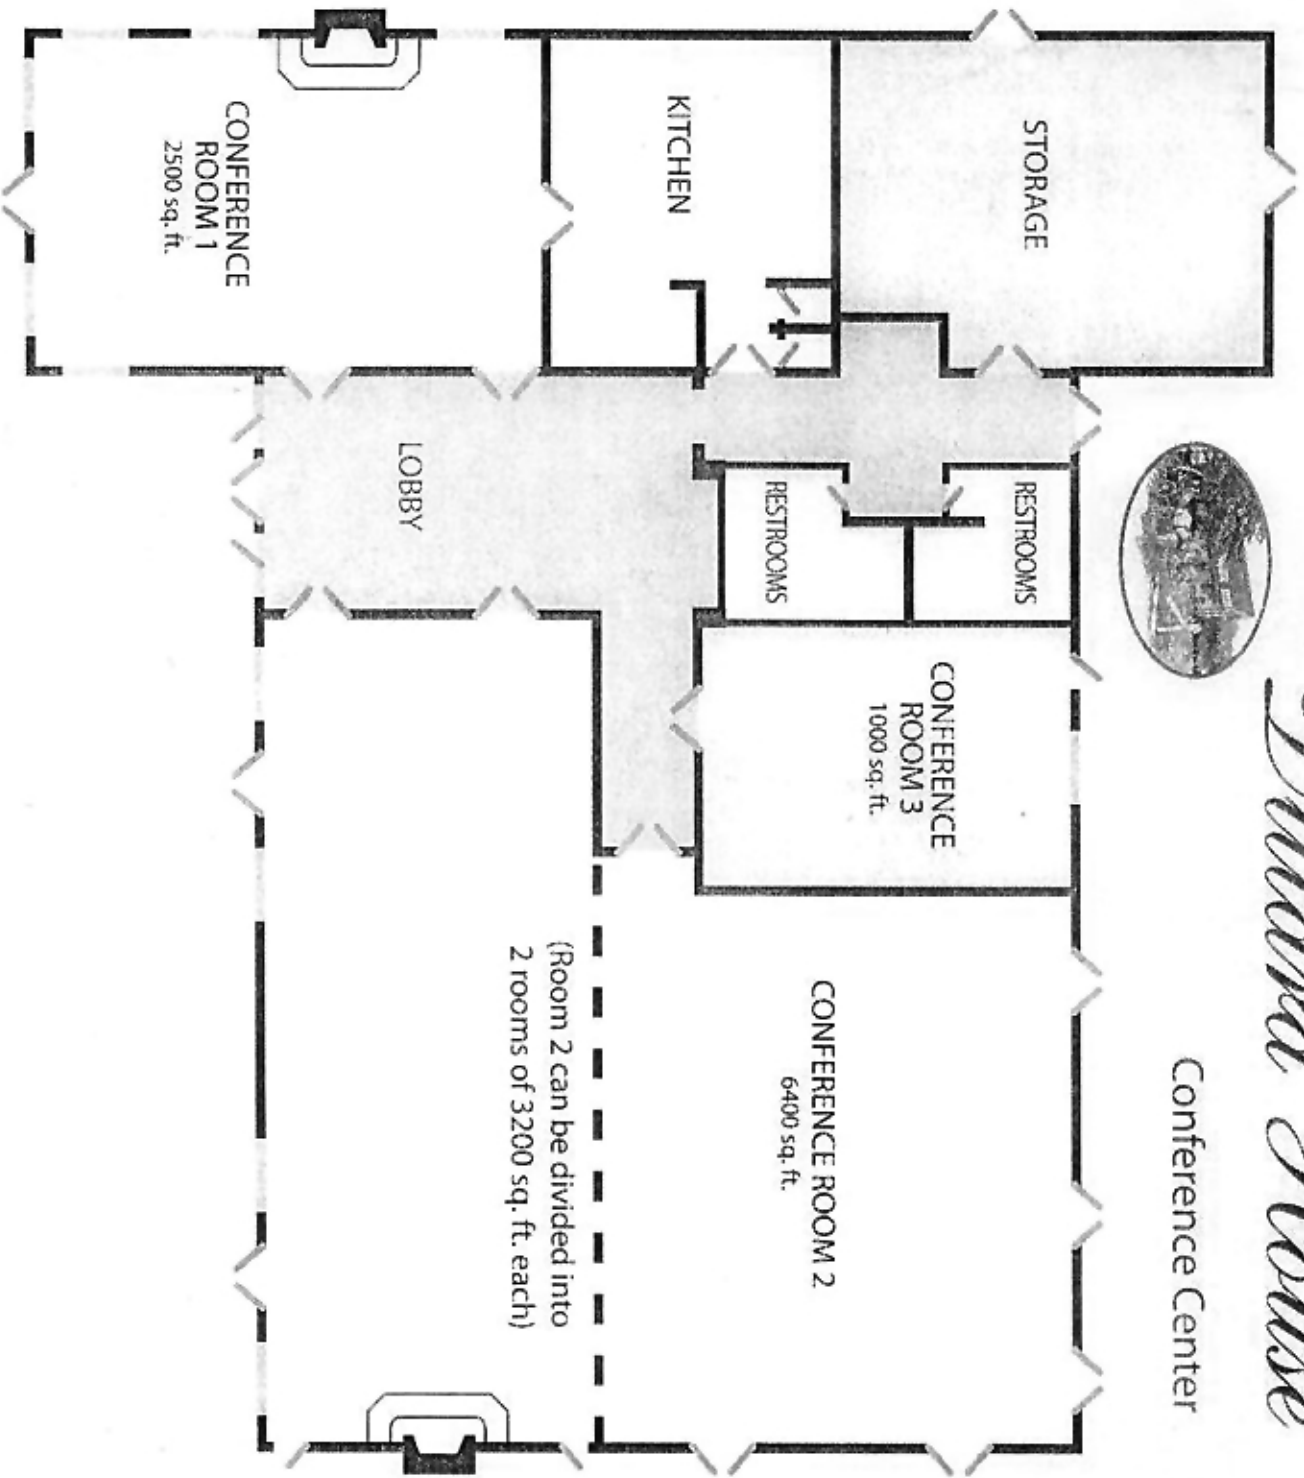 Dillard House
Conference Center
STORAGE
RESTROOMS
RESTROOMS
CONFERENCE
ROOM 3
1000 sq. ft.
CONFERENCE ROOM 2
6400 sq. ft.
KITCHEN
(Room 2 can be divided into
2 rooms of 3200 sq. ft. each)
LOBBY
CONFERENCE
ROOM 1
2500 sq. ft.